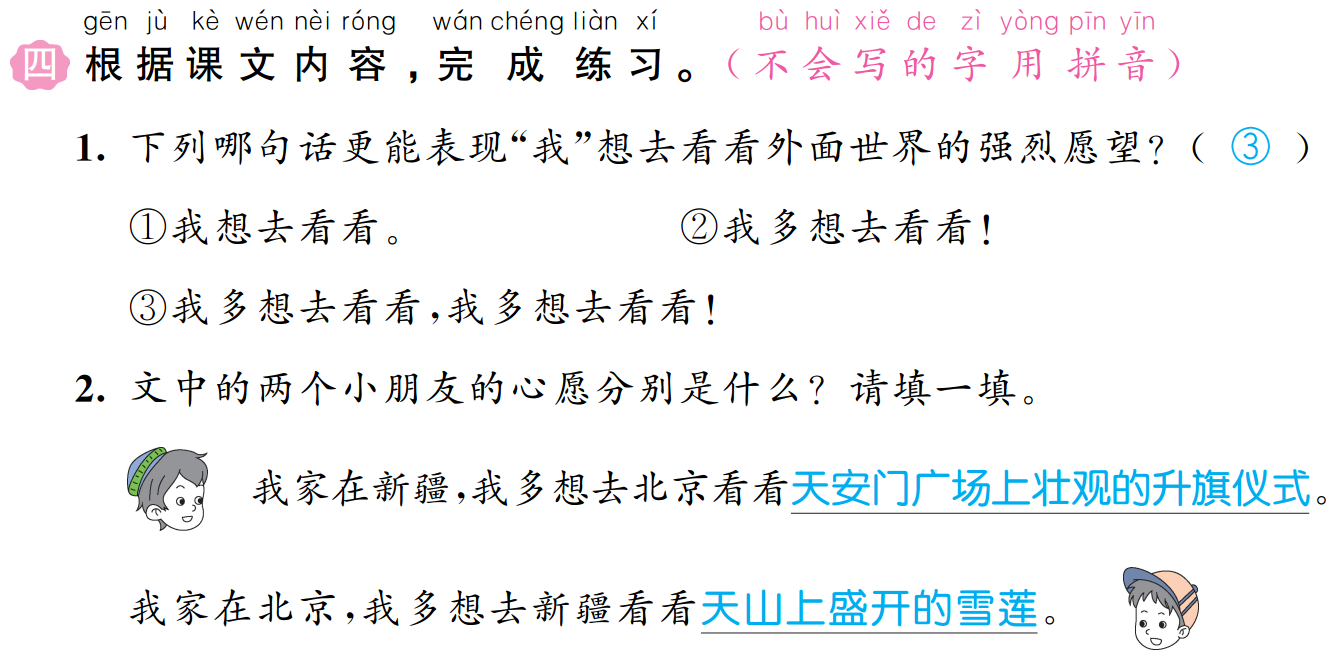 gēn jù kè wén nèi róng wán chéng liàn xí bù huì xiě de zì yòng pīn yīn
四 根据课文内容,完成练习。(不会写的字用拼音)
1. 下列哪句话更能表现“我”想去看看外面世界的强烈愿望?( ③ )
①我想去看看。 ②我多想去看看!
③我多想去看看,我多想去看看!
2. 文中的两个小朋友的心愿分别是什么? 请填一填。
我家在新疆,我多想去北京看看天安门广场上壮观的升旗仪式。
我家在北京,我多想去新疆看看天山上盛开的雪莲。